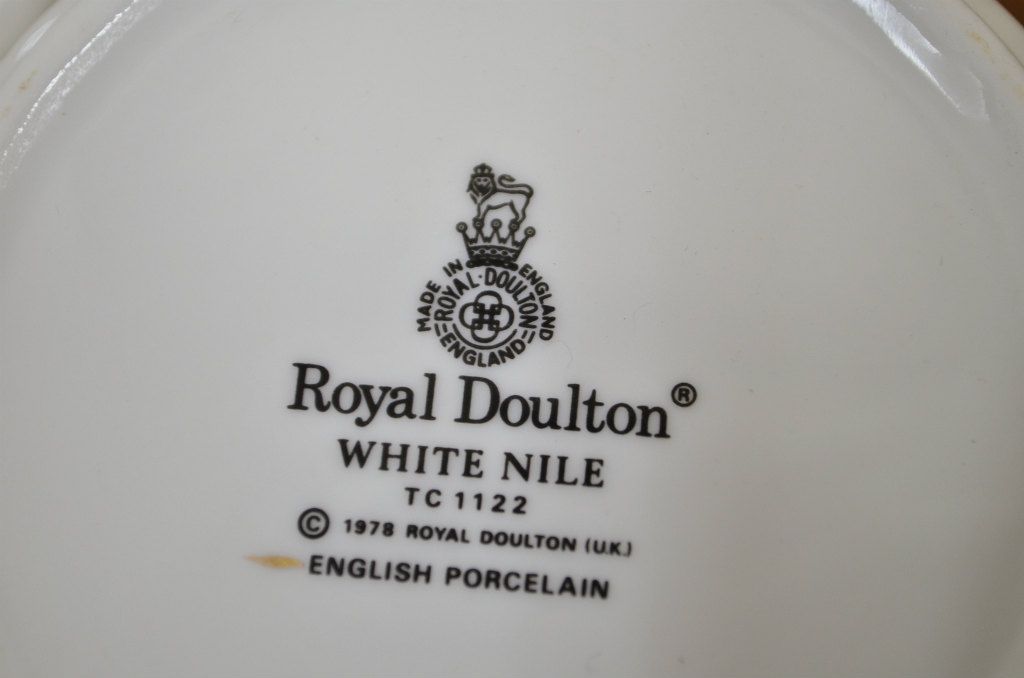 MADE IN ENGLAND
ROYAL · DOULTON
ENGLAND
Royal Doulton®
WHITE NILE
TC 1122
© 1978 ROYAL DOULTON (U.K.)
ENGLISH PORCELAIN